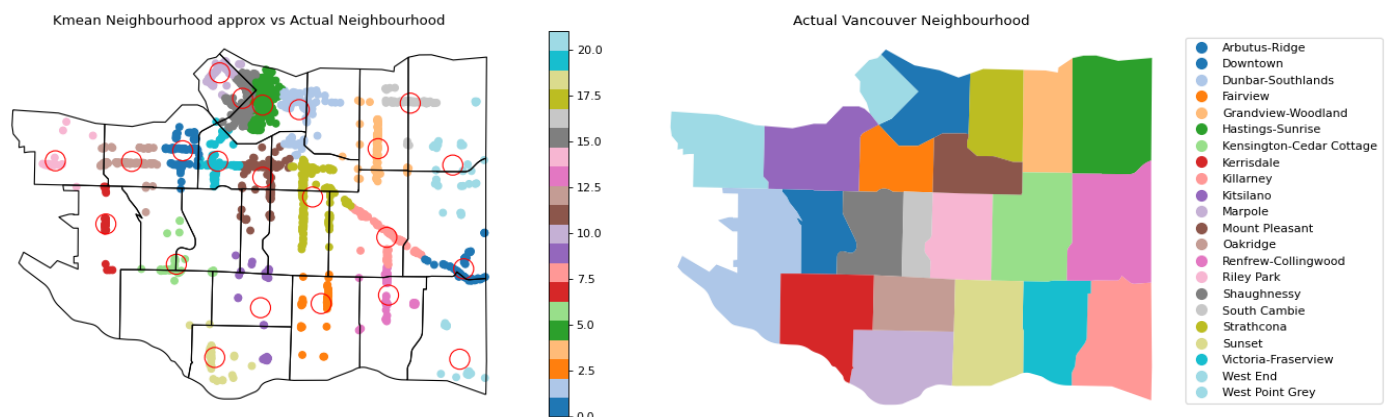 Kmean Neighbourhood approx vs Actual Neighbourhood
20.0
17.5
15.0
12.5
10.0
7.5
5.0
2.5
0.0
Actual Vancouver Neighbourhood
Arbutus-Ridge
Downtown
Dunbar-Southlands
Fairview
Grandview-Woodland
Hastings-Sunrise
Kensington-Cedar Cottage
Kerrisdale
Killarney
Kitsilano
Marpole
Mount Pleasant
Oakridge
Renfrew-Collingwood
Riley Park
Shaughnessy
South Cambie
Strathcona
Sunset
Victoria-Fraserview
West End
West Point Grey